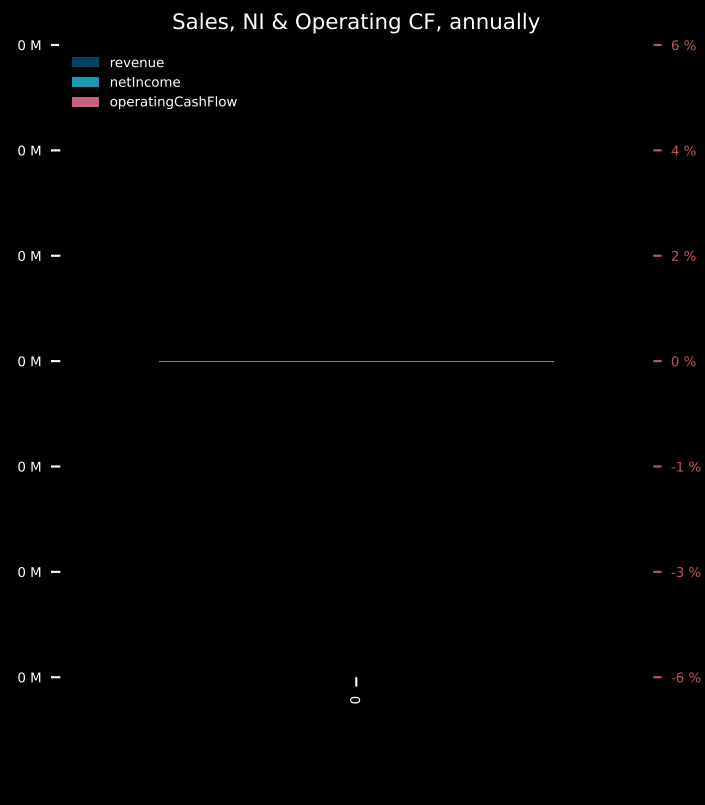 Sales, NI & Operating CF, annually
0 M
6 %
revenue
netIncome
operatingCashFlow
0 M
4 %
0 M
2 %
0 M
0 %
0 M
-1 %
0 M
-3 %
0 M
-6 %
0